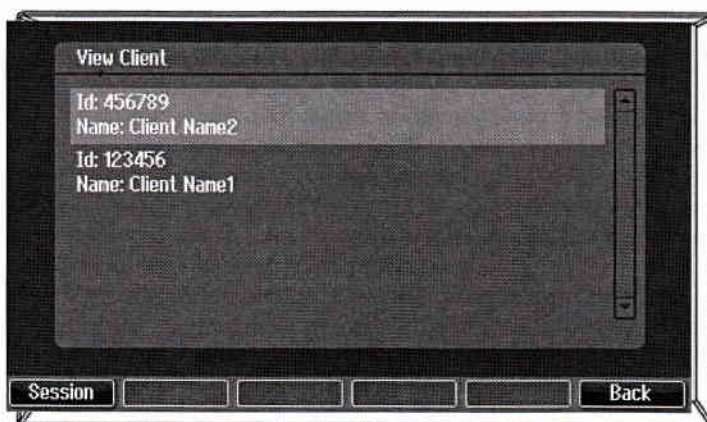 View Client
Id: 456789
Name: Client Name2
Id: 123456
Name: Client Name1
Session
Back